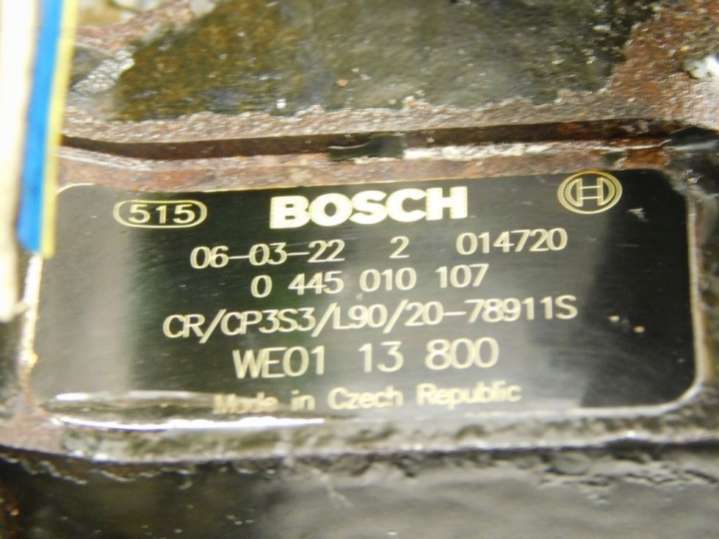 515 BOSCH
06-03-22 2 014720
0 445 010 107
CR/CP3S3/L90/20-78911S
WE01 13 800
Made in Czech Republic